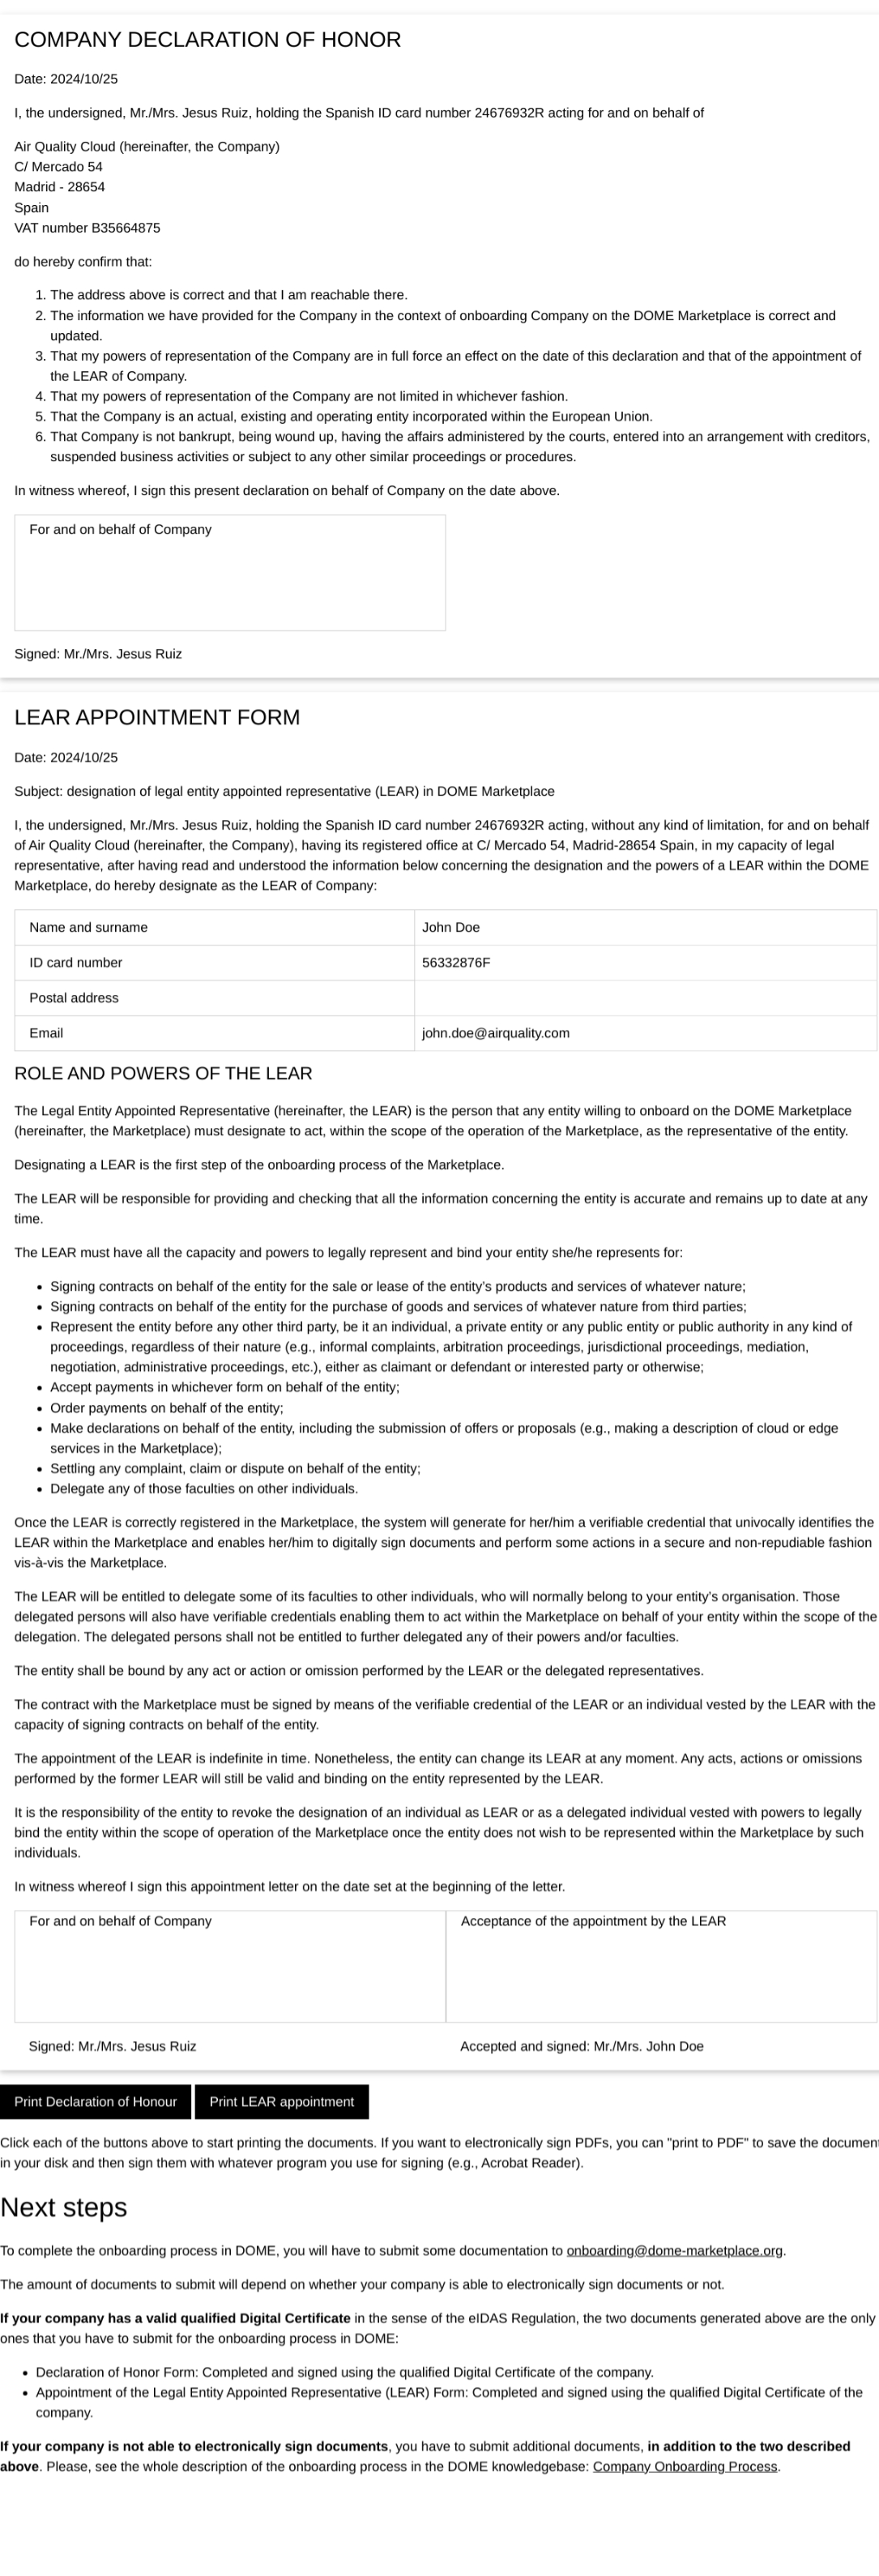 COMPANY DECLARATION OF HONOR
Date: 2024/10/25
I, the undersigned, Mr./Mrs. Jesus Ruiz, holding the Spanish ID card number 24676932R acting for and on behalf of
Air Quality Cloud (hereinafter, the Company)
C/ Mercado 54
Madrid - 28654
Spain
VAT number B35664875
do hereby confirm that:
1. The address above is correct and that I am reachable there.
2. The information we have provided for the Company in the context of onboarding Company on the DOME Marketplace is correct and
updated.
3. That my powers of representation of the Company are in full force an effect on the date of this declaration and that of the appointment of
the LEAR of Company.
4. That my powers of representation of the Company are not limited in whichever fashion.
5. That the Company is an actual, existing and operating entity incorporated within the European Union.
6. That Company is not bankrupt, being wound up, having the affairs administered by the courts, entered into an arrangement with creditors,
suspended business activities or subject to any other similar proceedings or procedures.
In witness whereof, I sign this present declaration on behalf of Company on the date above.
For and on behalf of Company
Signed: Mr./Mrs. Jesus Ruiz
LEAR APPOINTMENT FORM
Date: 2024/10/25
Subject: designation of legal entity appointed representative (LEAR) in DOME Marketplace
I, the undersigned, Mr./Mrs. Jesus Ruiz, holding the Spanish ID card number 24676932R acting, without any kind of limitation, for and on behalf
of Air Quality Cloud (hereinafter, the Company), having its registered office at C/ Mercado 54, Madrid-28654 Spain, in my capacity of legal
representative, after having read and understood the information below concerning the designation and the powers of a LEAR within the DOME
Marketplace, do hereby designate as the LEAR of Company:
Name and surname John Doe
ID card number 56332876F
Postal address
Email john.doe@airquality.com
ROLE AND POWERS OF THE LEAR
The Legal Entity Appointed Representative (hereinafter, the LEAR) is the person that any entity willing to onboard on the DOME Marketplace
(hereinafter, the Marketplace) must designate to act, within the scope of the operation of the Marketplace, as the representative of the entity.
Designating a LEAR is the first step of the onboarding process of the Marketplace.
The LEAR will be responsible for providing and checking that all the information concerning the entity is accurate and remains up to date at any
time.
The LEAR must have all the capacity and powers to legally represent and bind your entity she/he represents for:
• Signing contracts on behalf of the entity for the sale or lease of the entity's products and services of whatever nature;
• Signing contracts on behalf of the entity for the purchase of goods and services of whatever nature from third parties;
• Represent the entity before any other third party, be it an individual, a private entity or any public entity or public authority in any kind of
proceedings, regardless of their nature (e.g., informal complaints, arbitration proceedings, jurisdictional proceedings, mediation,
negotiation, administrative proceedings, etc.), either as claimant or defendant or interested party or otherwise;
• Accept payments in whichever form on behalf of the entity;
• Order payments on behalf of the entity;
• Make declarations on behalf of the entity, including the submission of offers or proposals (e.g., making a description of cloud or edge
services in the Marketplace);
• Settling any complaint, claim or dispute on behalf of the entity;
• Delegate any of those faculties on other individuals.
Once the LEAR is correctly registered in the Marketplace, the system will generate for her/him a verifiable credential that univocally identifies the
LEAR within the Marketplace and enables her/him to digitally sign documents and perform some actions in a secure and non-repudiable fashion
vis-à-vis the Marketplace.
The LEAR will be entitled to delegate some of its faculties to other individuals, who will normally belong to your entity's organisation. Those
delegated persons will also have verifiable credentials enabling them to act within the Marketplace on behalf of your entity within the scope of the
delegation. The delegated persons shall not be entitled to further delegated any of their powers and/or faculties.
The entity shall be bound by any act or action or omission performed by the LEAR or the delegated representatives.
The contract with the Marketplace must be signed by means of the verifiable credential of the LEAR or an individual vested by the LEAR with the
capacity of signing contracts on behalf of the entity.
The appointment of the LEAR is indefinite in time. Nonetheless, the entity can change its LEAR at any moment. Any acts, actions or omissions
performed by the former LEAR will still be valid and binding on the entity represented by the LEAR.
It is the responsibility of the entity to revoke the designation of an individual as LEAR or as a delegated individual vested with powers to legally
bind the entity within the scope of operation of the Marketplace once the entity does not wish to be represented within the Marketplace by such
individuals.
In witness whereof I sign this appointment letter on the date set at the beginning of the letter.
For and on behalf of Company Acceptance of the appointment by the LEAR
Signed: Mr./Mrs. Jesus Ruiz Accepted and signed: Mr./Mrs. John Doe
Print Declaration of Honour Print LEAR appointment
Click each of the buttons above to start printing the documents. If you want to electronically sign PDFs, you can "print to PDF" to save the document
in your disk and then sign them with whatever program you use for signing (e.g., Acrobat Reader).
Next steps
To complete the onboarding process in DOME, you will have to submit some documentation to onboarding@dome-marketplace.org.
The amount of documents to submit will depend on whether your company is able to electronically sign documents or not.
If your company has a valid qualified Digital Certificate in the sense of the eIDAS Regulation, the two documents generated above are the only
ones that you have to submit for the onboarding process in DOME:
• Declaration of Honor Form: Completed and signed using the qualified Digital Certificate of the company.
• Appointment of the Legal Entity Appointed Representative (LEAR) Form: Completed and signed using the qualified Digital Certificate of the
company.
If your company is not able to electronically sign documents, you have to submit additional documents, in addition to the two described
above. Please, see the whole description of the onboarding process in the DOME knowledgebase: Company Onboarding Process.